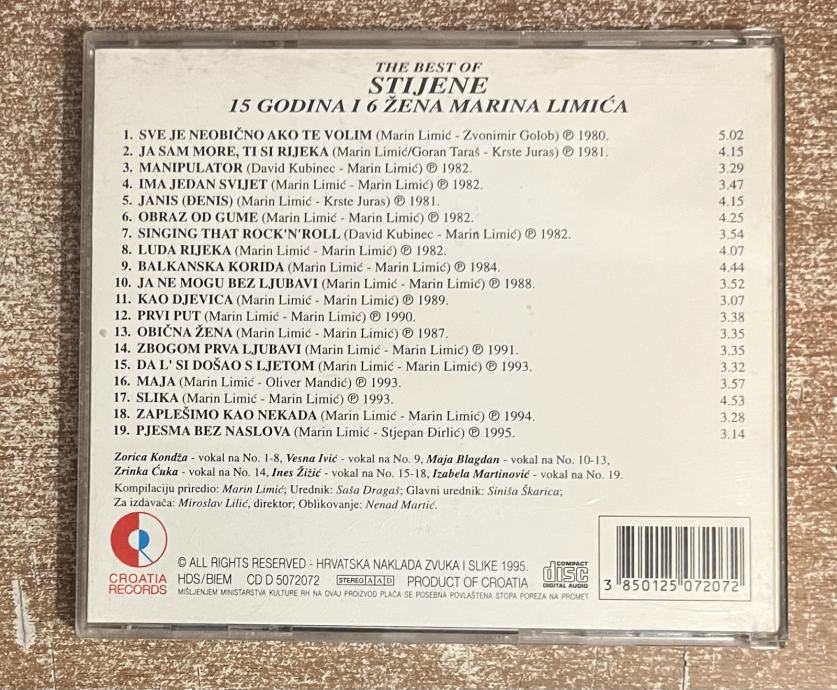 THE BEST OF
STIJENE
15 GODINA I 6 ŽENA MARINA LIMIĆA
1. SVE JE NEOBIČNO AKO TE VOLIM (Marin Limić - Zvonimir Golob) ℗ 1980. 5.02
2. JA SAM MORE, TI SI RIJEKA (Marin Limić/Goran Taraš - Krste Juras) ℗ 1981. 4.15
3. MANIPULATOR (David Kubinec - Marin Limić) ℗ 1982. 3.29
4. IMA JEDAN SVIJET (Marin Limić - Marin Limić) ℗ 1982. 3.47
5. JANIS (ĐENIS) (Marin Limić - Krste Juras) ℗ 1981. 4.15
6. OBRAZ OD GUME (Marin Limić - Marin Limić) ℗ 1982. 4.25
7. SINGING THAT ROCK'N'ROLL (David Kubinec - Marin Limić) ℗ 1982. 3.54
8. LUDA RIJEKA (Marin Limić - Marin Limić) ℗ 1982. 4.07
9. BALKANSKA KORIDA (Marin Limić - Marin Limić) ℗ 1984. 4.44
10. JA NE MOGU BEZ LJUBAVI (Marin Limić - Marin Limić) ℗ 1988. 3.52
11. KAO DJEVICA (Marin Limić - Marin Limić) ℗ 1989. 3.07
12. PRVI PUT (Marin Limić - Marin Limić) ℗ 1990. 3.38
13. OBIČNA ŽENA (Marin Limić - Marin Limić) ℗ 1987. 3.35
14. ZBOGOM PRVA LJUBAVI (Marin Limić - Marin Limić) ℗ 1991. 3.35
15. DA L' SI DOŠAO S LJETOM (Marin Limić - Marin Limić) ℗ 1993. 3.32
16. MAJA (Marin Limić - Oliver Mandić) ℗ 1993. 3.57
17. SLIKA (Marin Limić - Marin Limić) ℗ 1993. 4.53
18. ZAPLEŠIMO KAO NEKADA (Marin Limić - Marin Limić) ℗ 1994. 3.28
19. PJESMA BEZ NASLOVA (Marin Limić - Stjepan Đirlić) ℗ 1995. 3.14
Zorica Kondža - vokal na No. 1-8, Vesna Ivić - vokal na No. 9, Maja Blagdan - vokal na No. 10-13,
Zrinka Ćuka - vokal na No. 14, Ines Žižić - vokal na No. 15-18, Izabela Martinović - vokal na No. 19.
Kompilaciju priredio: Marin Limić; Urednik: Saša Dragaš; Glavni urednik: Siniša Škarica;
Za izdavača: Miroslav Lilić, direktor; Oblikovanje: Nenad Martić.
CROATIA
RECORDS
© ALL RIGHTS RESERVED - HRVATSKA NAKLADA ZVUKA I SLIKE 1995.
HDS/BIEM CD D 5072072 STEREO A A D PRODUCT OF CROATIA
MIŠLJENJEM MINISTARSTVA KULTURE RH NA OVAJ PROIZVOD PLAĆA SE POSEBNA POVLAŠTENA STOPA POREZA NA PROMET
COMPACT
disc
DIGITAL AUDIO
3 850125 072072